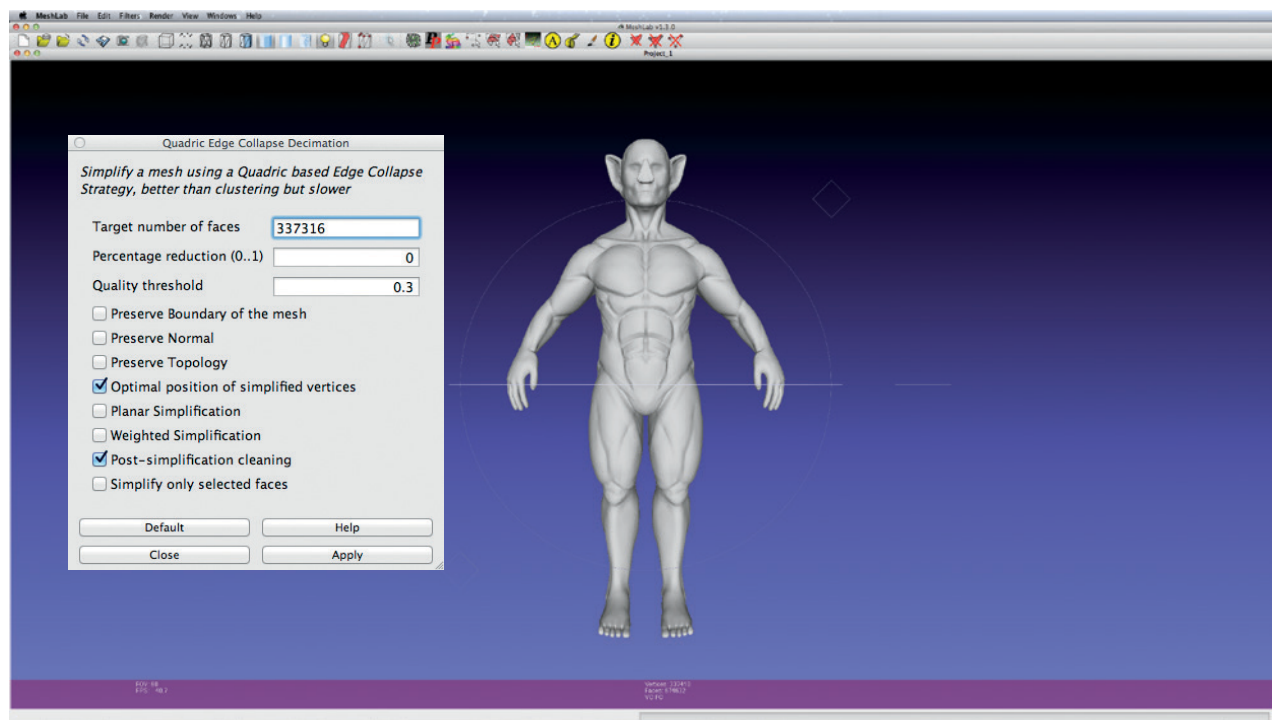 MeshLab File Edit Filters Render View Windows Help
MeshLab v1.3.0
A
i
Project_1
Quadric Edge Collapse Decimation
Simplify a mesh using a Quadric based Edge Collapse
Strategy, better than clustering but slower
Target number of faces 337316
Percentage reduction (0..1) 0
Quality threshold 0.3
Preserve Boundary of the mesh
Preserve Normal
Preserve Topology
Optimal position of simplified vertices
Planar Simplification
Weighted Simplification
Post-simplification cleaning
Simplify only selected faces
Default Help
Close Apply
FOV: 60